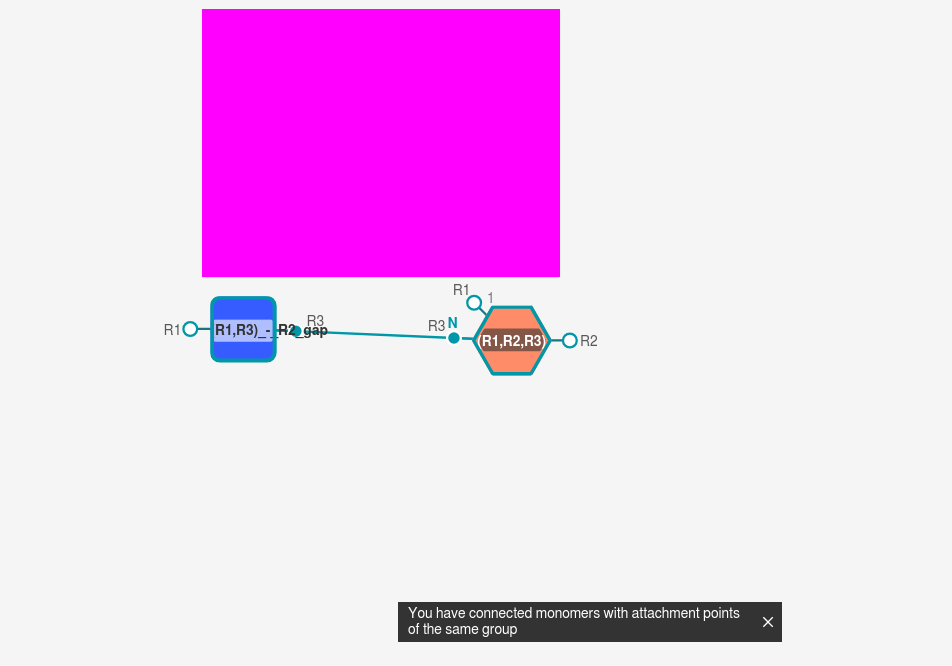 R1
1
R3
R3
N
R1
R1,R3)_-_R2_gap
(R1,R2,R3)
R2
You have connected monomers with attachment points
of the same group